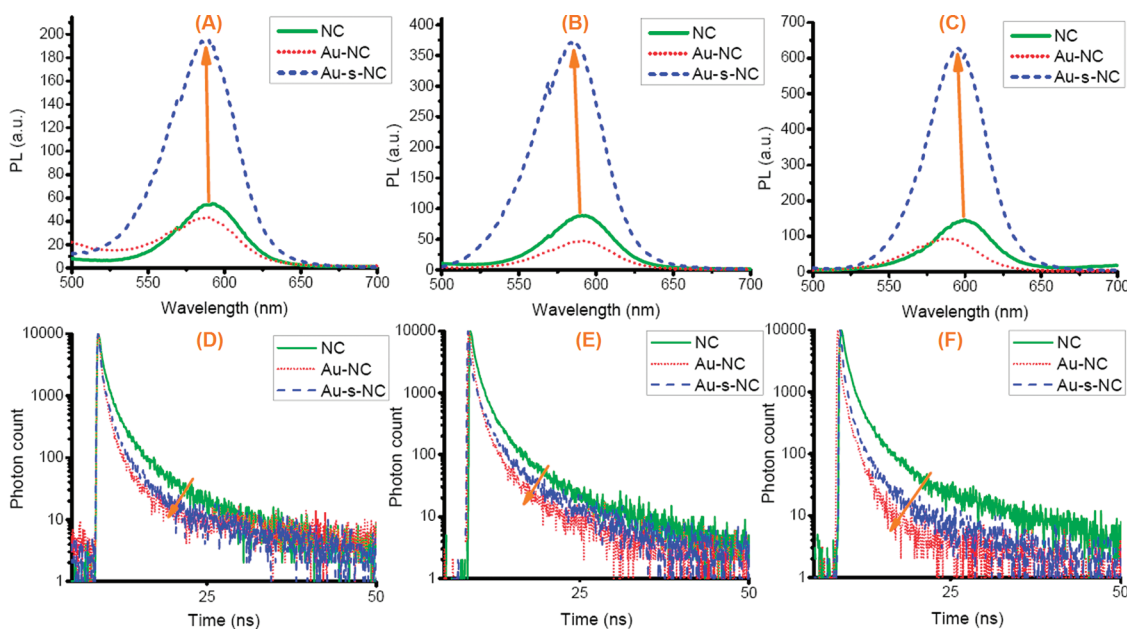 (A)
NC
Au-NC
Au-s-NC
PL (a.u.)
200
180
160
140
120
100
80
60
40
20
0
500 550 600 650 700
Wavelength (nm)
(B)
NC
Au-NC
Au-s-NC
PL (a.u.)
450
400
350
300
250
200
150
100
50
0
500 550 600 650 700
Wavelength (nm)
(C)
NC
Au-NC
Au-s-NC
PL (a.u.)
700
600
500
400
300
200
100
0
500 550 600 650 700
Wavelength (nm)
(D)
NC
Au-NC
Au-s-NC
Photon count
10000
1000
100
10
1
25 50
Time (ns)
(E)
NC
Au-NC
Au-s-NC
Photon count
10000
1000
100
10
1
25 50
Time (ns)
(F)
NC
Au-NC
Au-s-NC
Photon count
10000
1000
100
10
1
25 50
Time (ns)